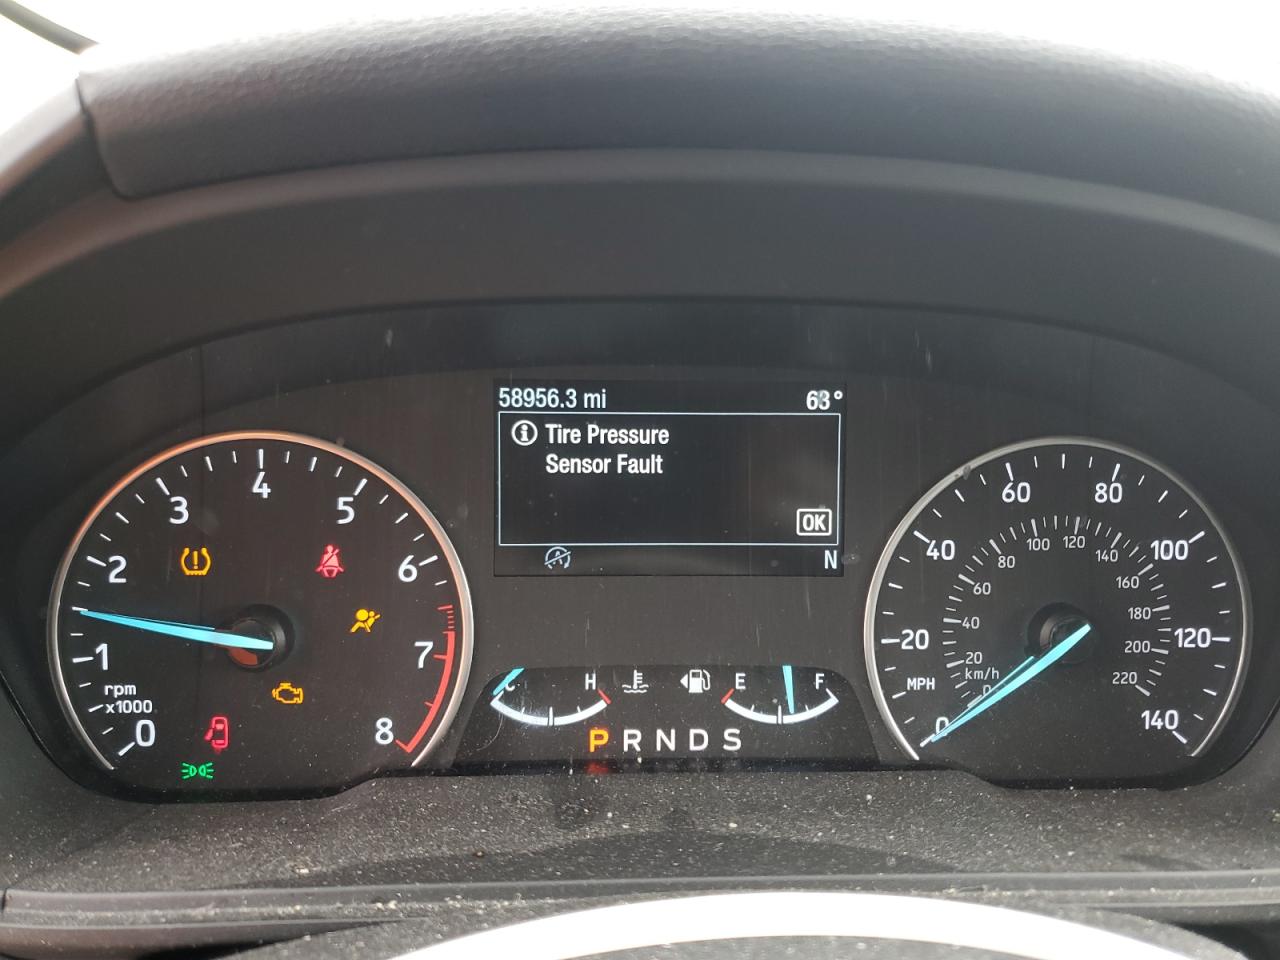 58956.3 mi 63°
Tire Pressure
Sensor Fault
OK
N
0 1 2 3 4 5 6 7 8
rpm
x1000
C H E F
P R N D S
0 20 40 60 80 100 120 140
MPH
0 20 40 60 80 100 120 140 160 180 200 220
km/h